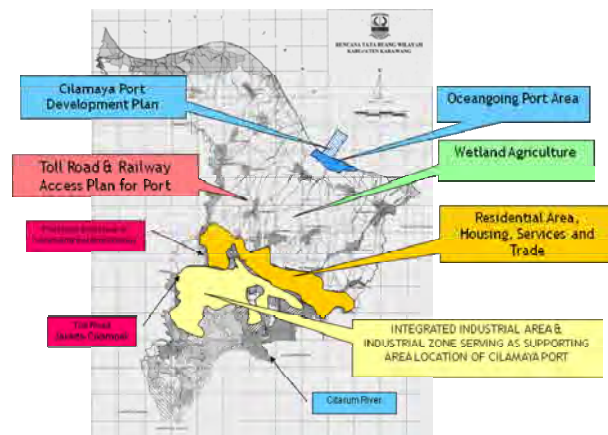 RENCANA TATA RUANG WILAYAH
KABUPATEN KARAWANG
Cilamaya Port
Development Plan
Oceangoing Port Area
Toll Road & Railway
Access Plan for Port
Wetland Agriculture
Residential Area,
Housing, Services and
Trade
Toll Road
INTEGRATED INDUSTRIAL AREA &
INDUSTRIAL ZONE SERVING AS SUPPORTING
AREA LOCATION OF CILAMAYA PORT
Citarum River